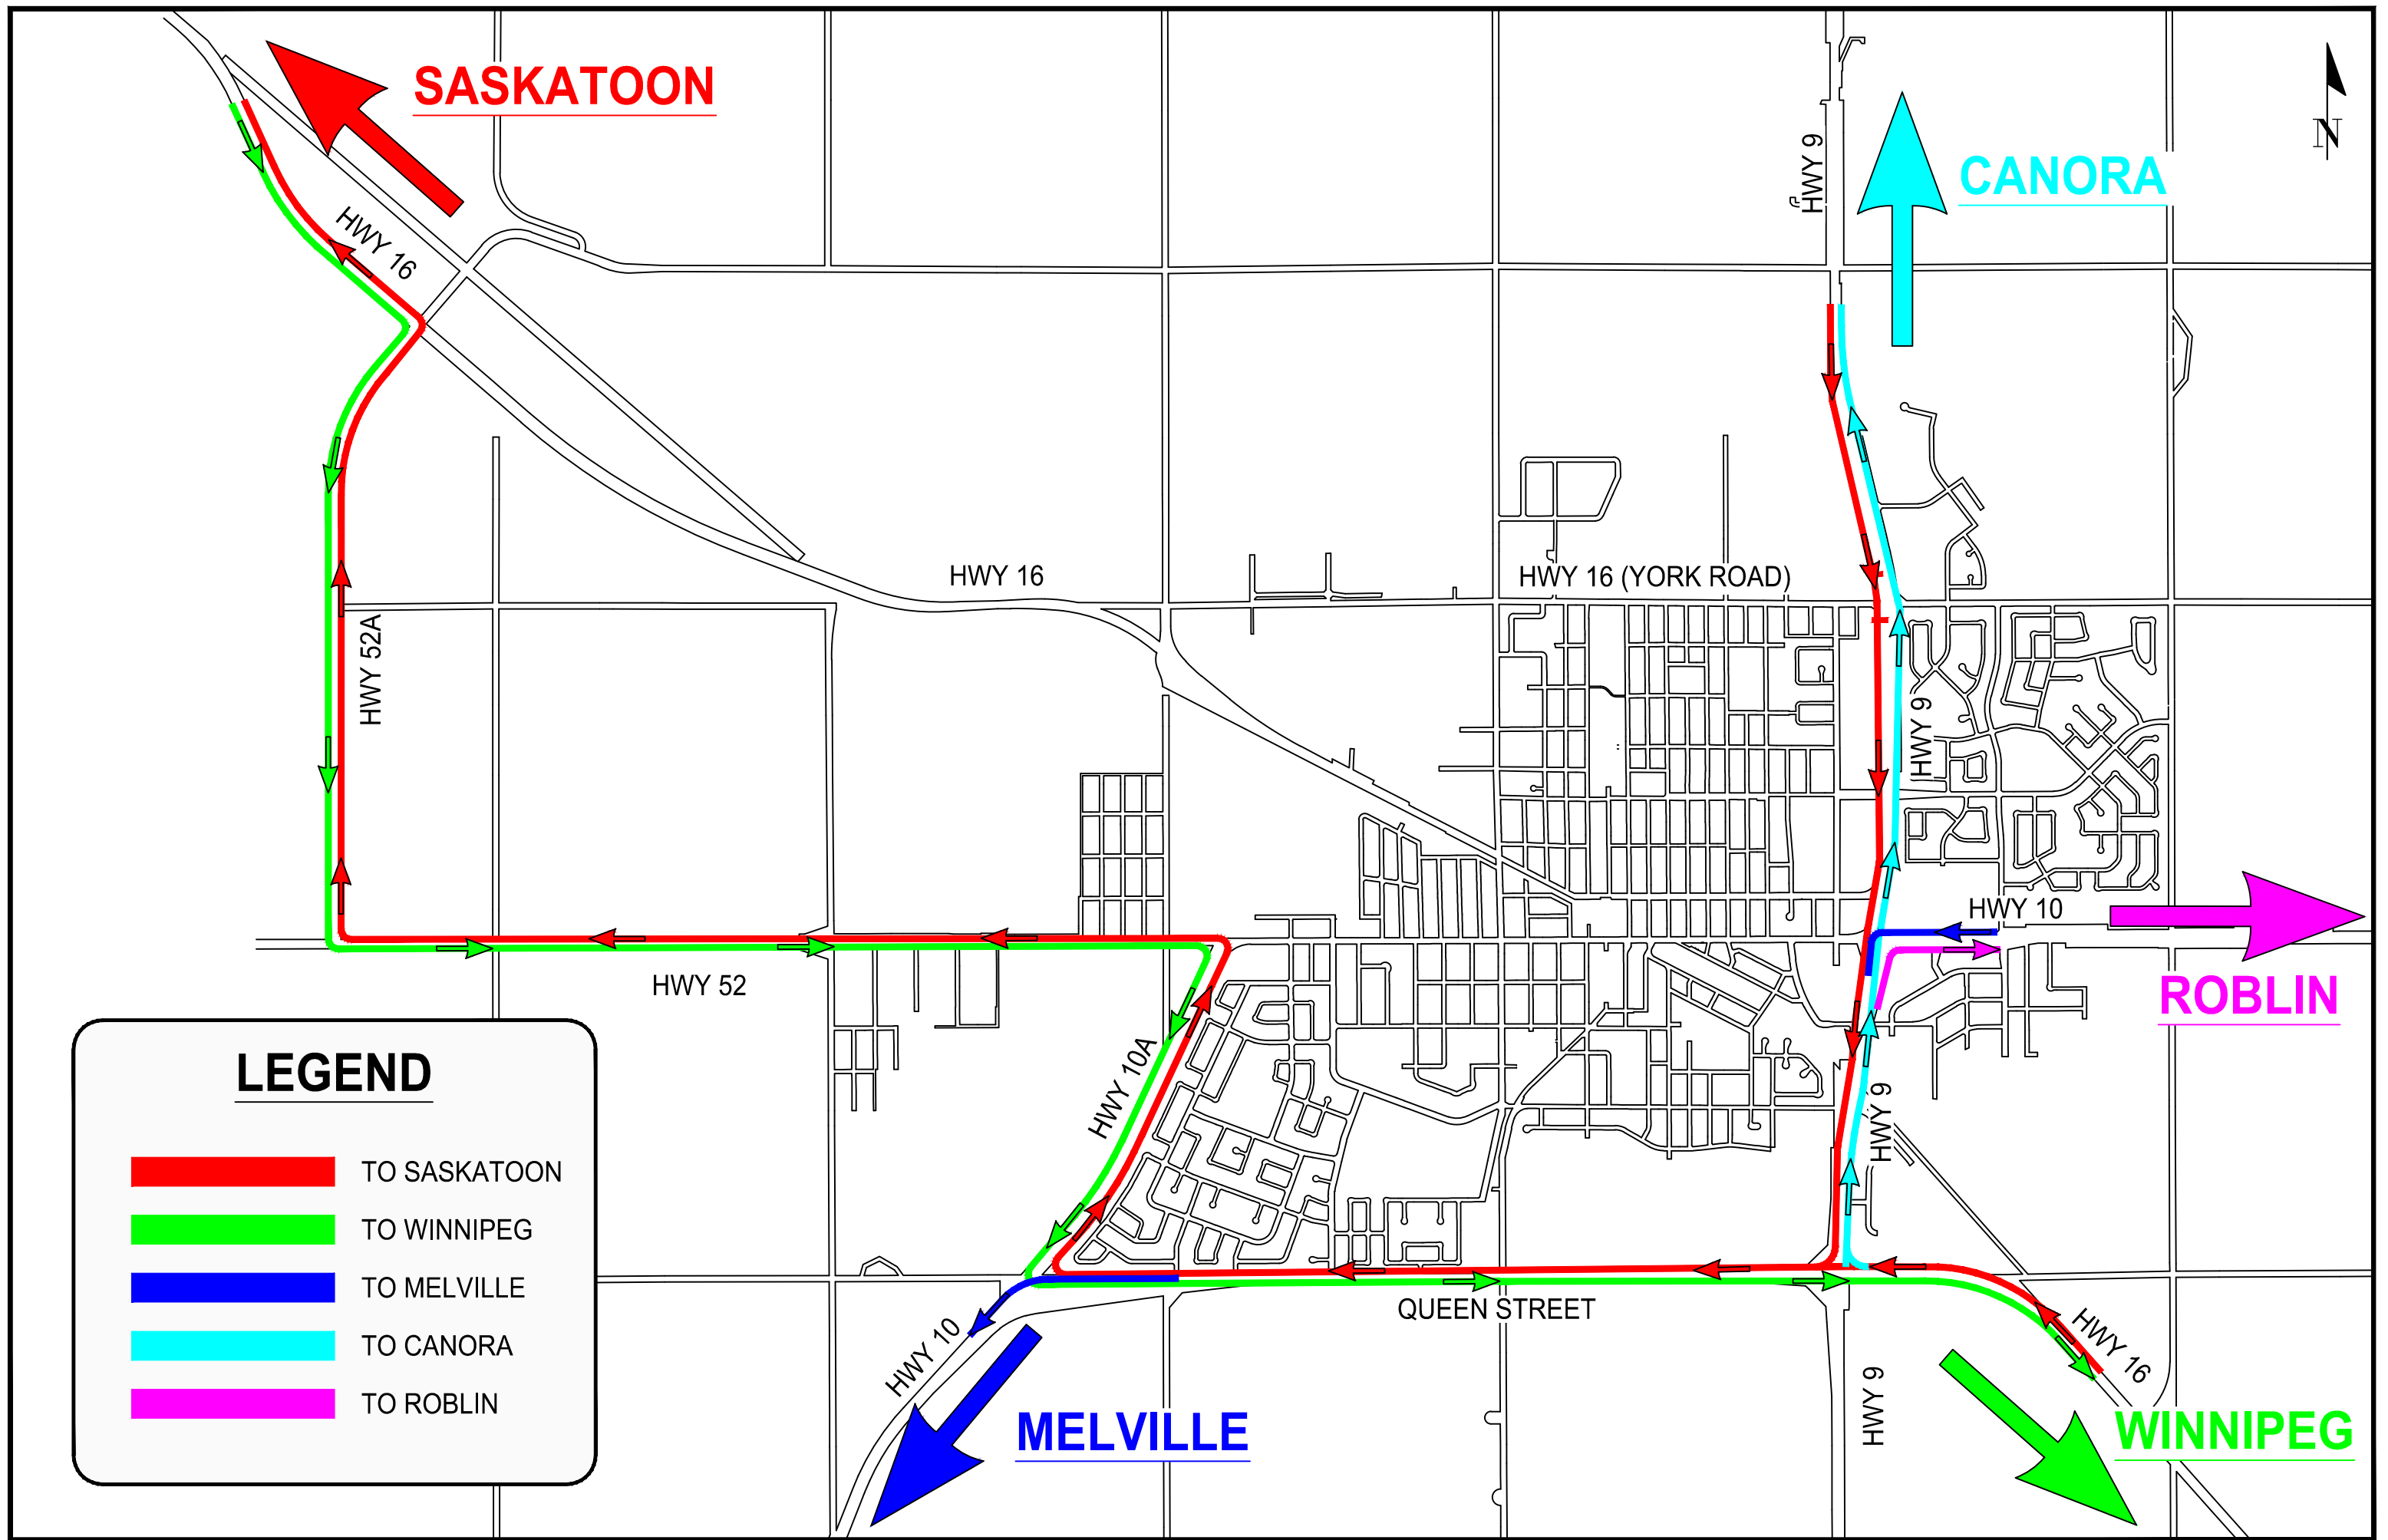 SASKATOON
HWY 9
CANORA
N
HWY 16
HWY 16
HWY 16 (YORK ROAD)
HWY 52A
HWY 9
HWY 10
HWY 52
ROBLIN
HWY 10A
HWY 9
QUEEN STREET
HWY 10
HWY 16
HWY 9
MELVILLE
WINNIPEG
LEGEND
TO SASKATOON
TO WINNIPEG
TO MELVILLE
TO CANORA
TO ROBLIN